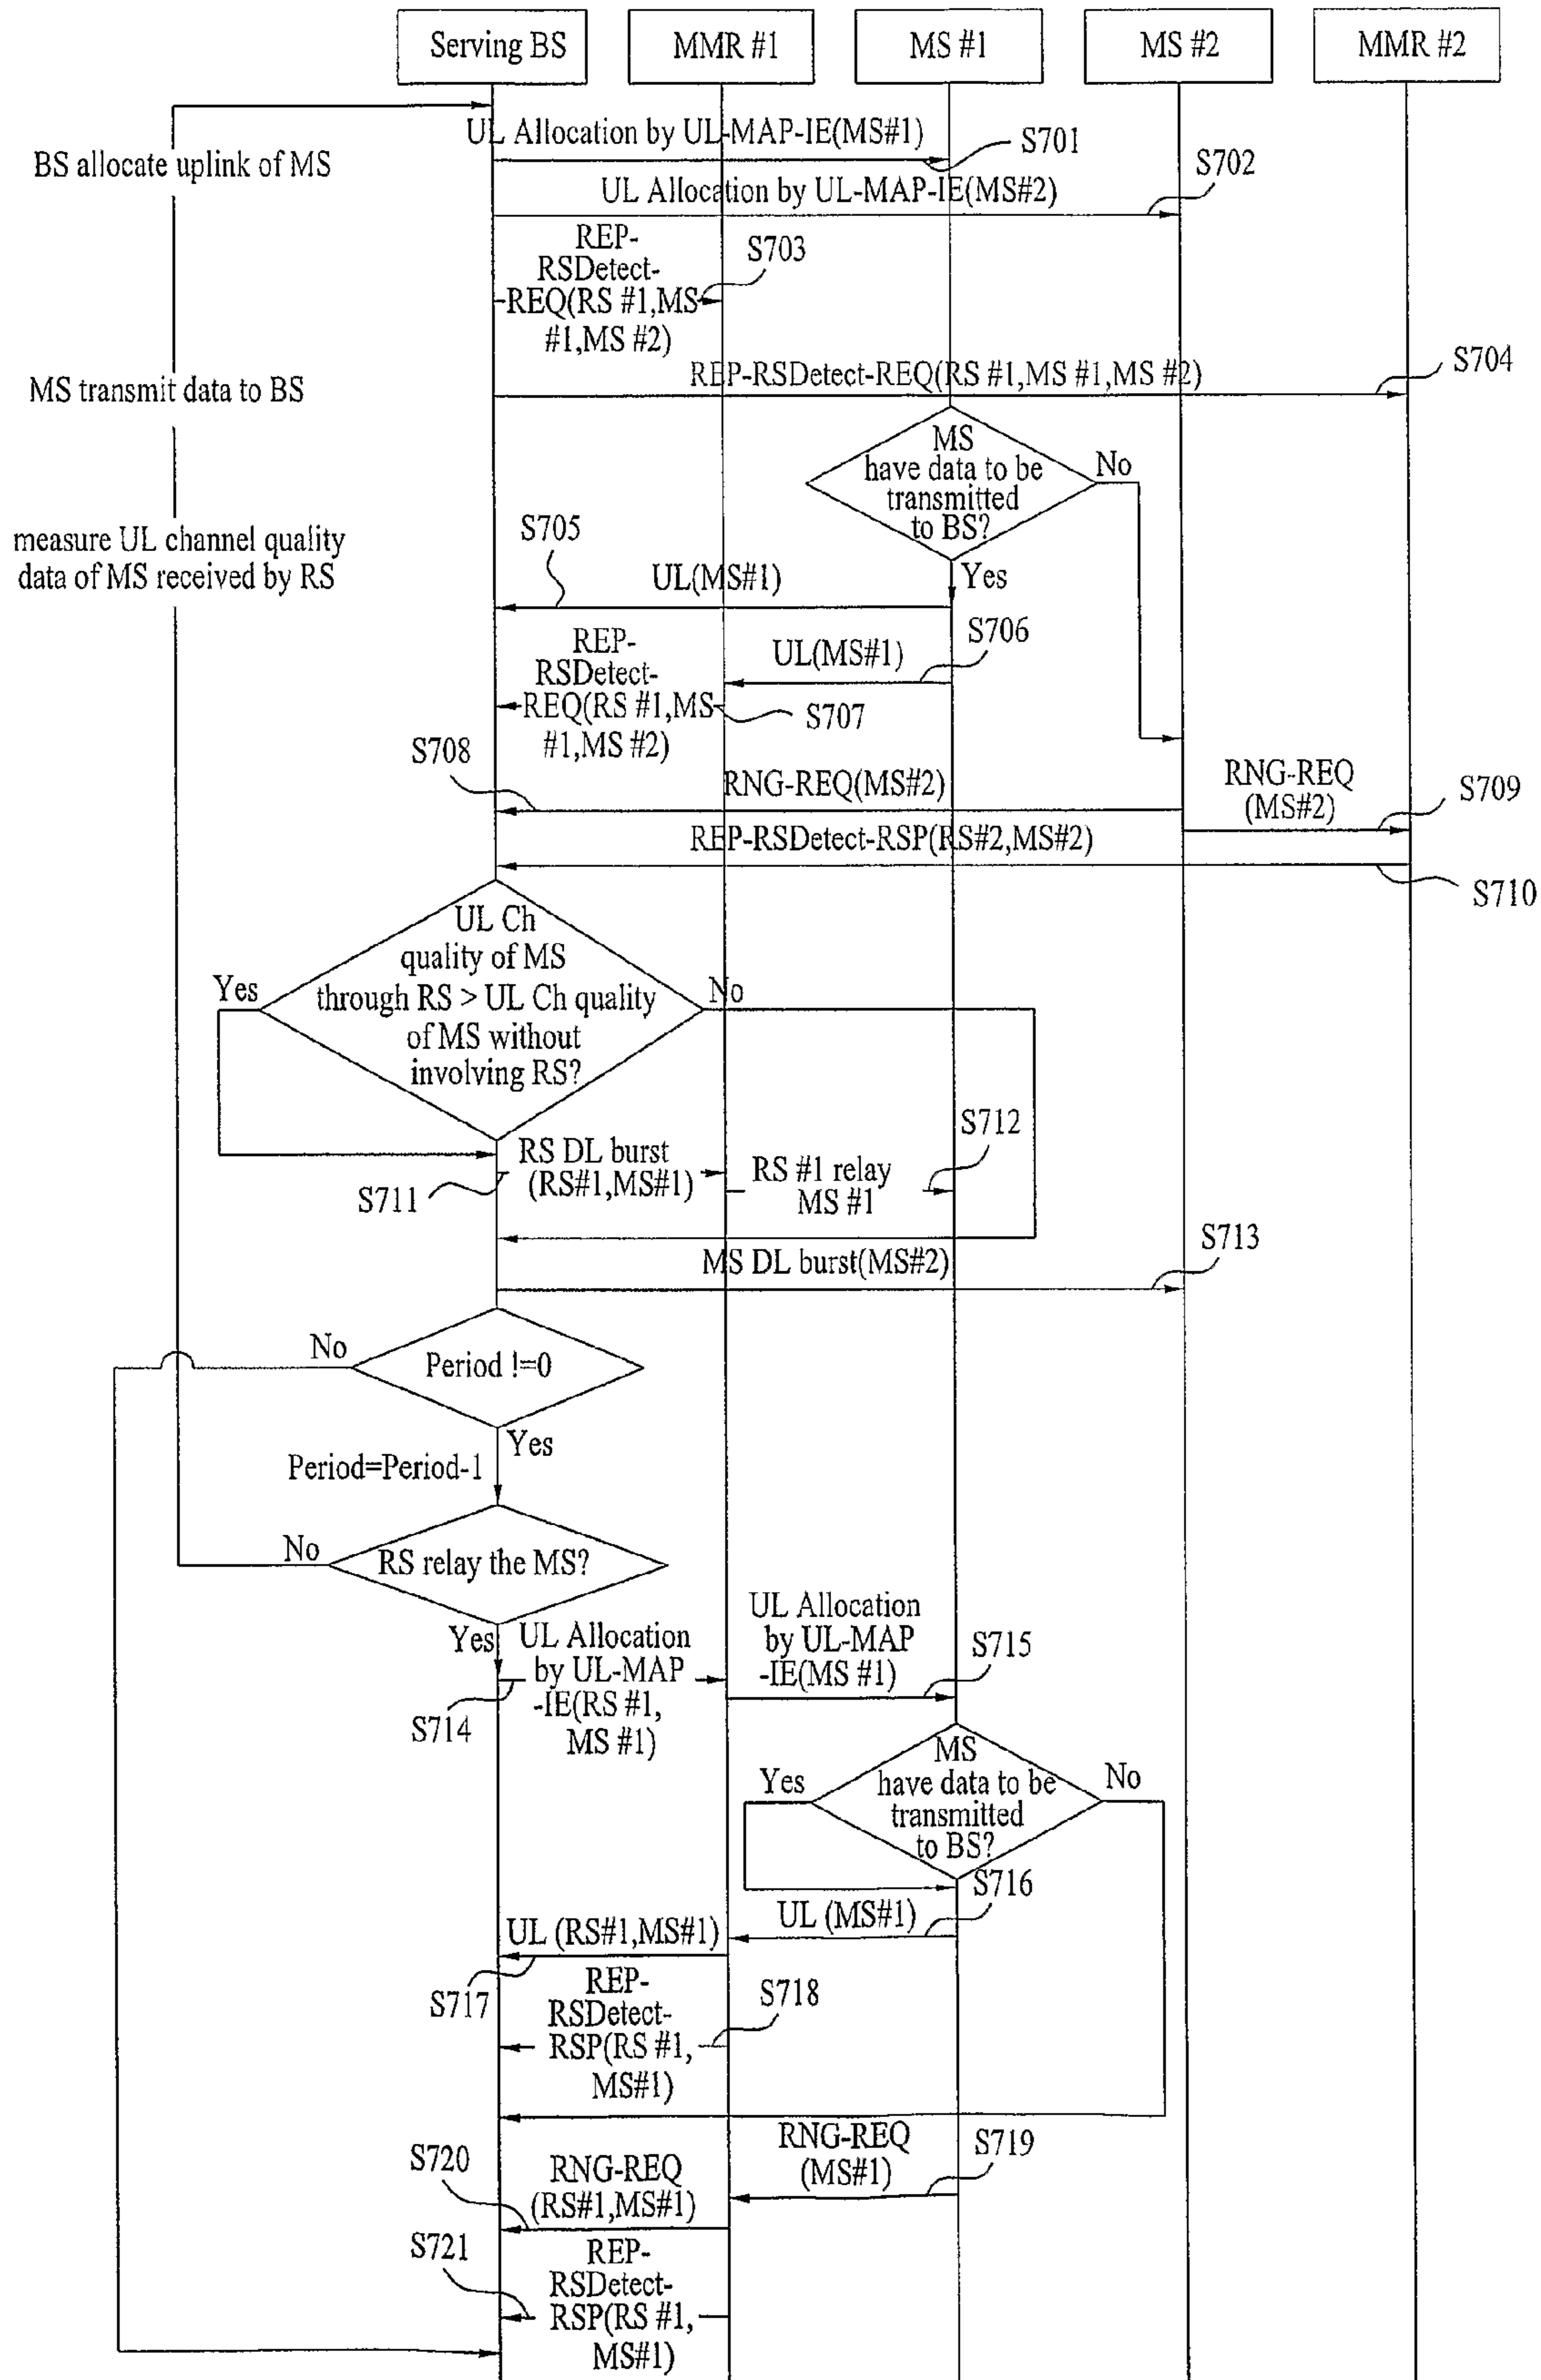 Serving BS
MMR #1
MS #1
MS #2
MMR #2
UL Allocation by UL-MAP-IE(MS#1)
S701
BS allocate uplink of MS
S702
UL Allocation by UL-MAP-IE(MS#2)
REP-
RSDetect-
REQ(RS #1,MS
#1,MS #2)
S703
S704
REP-RSDetect-REQ(RS #1,MS #1,MS #2)
MS transmit data to BS
MS
have data to be
transmitted
to BS?
No
Yes
measure UL channel quality
data of MS received by RS
S705
UL(MS#1)
S706
UL(MS#1)
REP-
RSDetect-
REQ(RS #1,MS
#1,MS #2)
S707
S708
RNG-REQ(MS#2)
RNG-REQ
(MS#2)
S709
REP-RSDetect-RSP(RS#2,MS#2)
S710
UL Ch
quality of MS
through RS > UL Ch quality
of MS without
involving RS?
Yes
No
S711
RS DL burst
(RS#1,MS#1)
S712
RS #1 relay
MS #1
S713
MS DL burst(MS#2)
No
Period !=0
Yes
Period=Period-1
No
RS relay the MS?
Yes
UL Allocation
by UL-MAP
-IE(RS #1,
MS #1)
S714
UL Allocation
by UL-MAP
-IE(MS #1)
S715
MS
have data to be
transmitted
to BS?
Yes
No
S716
UL (MS#1)
UL (RS#1,MS#1)
S717
REP-
RSDetect-
RSP(RS #1,
MS#1)
S718
RNG-REQ
(MS#1)
S719
S720
RNG-REQ
(RS#1,MS#1)
S721
REP-
RSDetect-
RSP(RS #1,
MS#1)